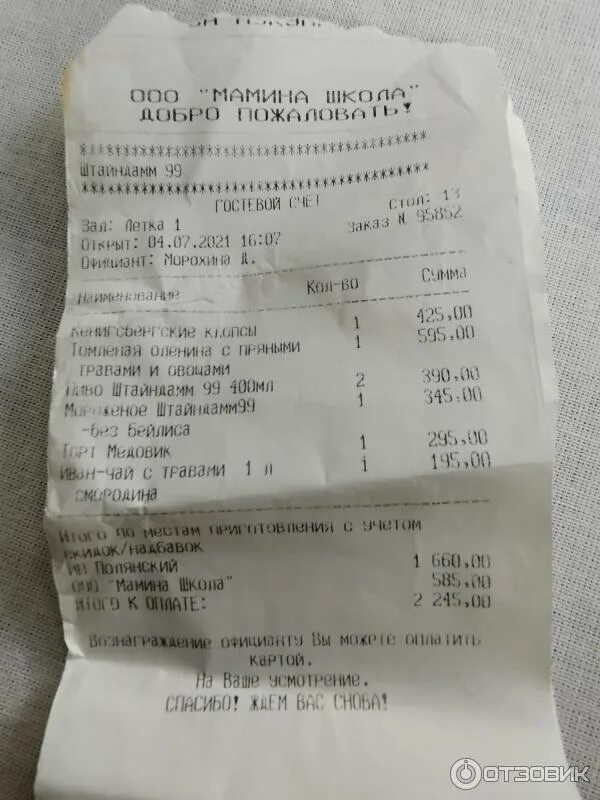 ООО "МАМИНА ШКОЛА"
ДОБРО ПОЖАЛОВАТЬ!
****************************************
Штайндамм 99
****************************************
ГОСТЕВОЙ СЧЕТ
Зал: Летка 1 Стол: 13
Открыт: 04.07.2021 16:07 Заказ N 95852
Официант: Морохина Д.
Наименование Кол-во Сумма
Кенигсбергские клопсы 1 425,00
Томленая оленина с пряными 1 595,00
травами и овощами
Пиво Штайндамм 99 400мл 2 390,00
Мороженое Штайндамм99 1 345,00
-без бейлиса
Торт Медовик 1 295,00
Иван-чай с травами 1 л 1 195,00
смородина
Итого по местам приготовления с учетом
скидок/надбавок
ИП Полянский 1 660,00
ООО "Мамина Школа" 585,00
ИТОГО К ОПЛАТЕ: 2 245,00
Вознаграждение официанту Вы можете оплатить
картой.
На Ваше усмотрение.
СПАСИБО! ЖДЕМ ВАС СНОВА!
ОТЗОВИК